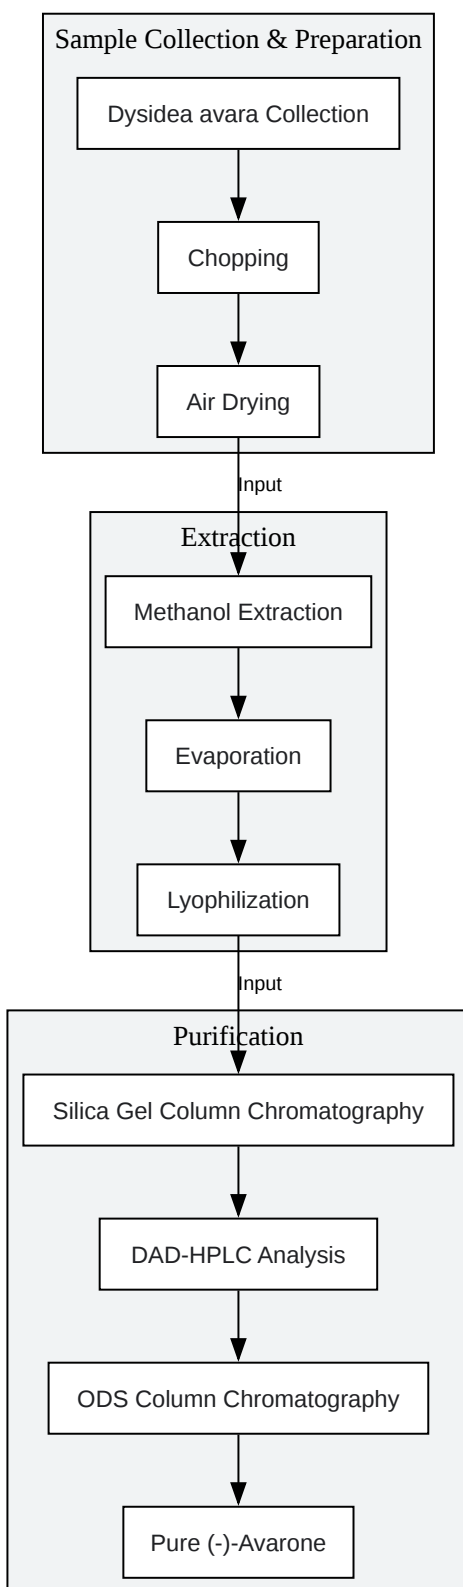 Sample Collection & Preparation
Dysidea avara Collection
Chopping
Air Drying
Input
Extraction
Methanol Extraction
Evaporation
Lyophilization
Input
Purification
Silica Gel Column Chromatography
DAD-HPLC Analysis
ODS Column Chromatography
Pure (-)-Avarone